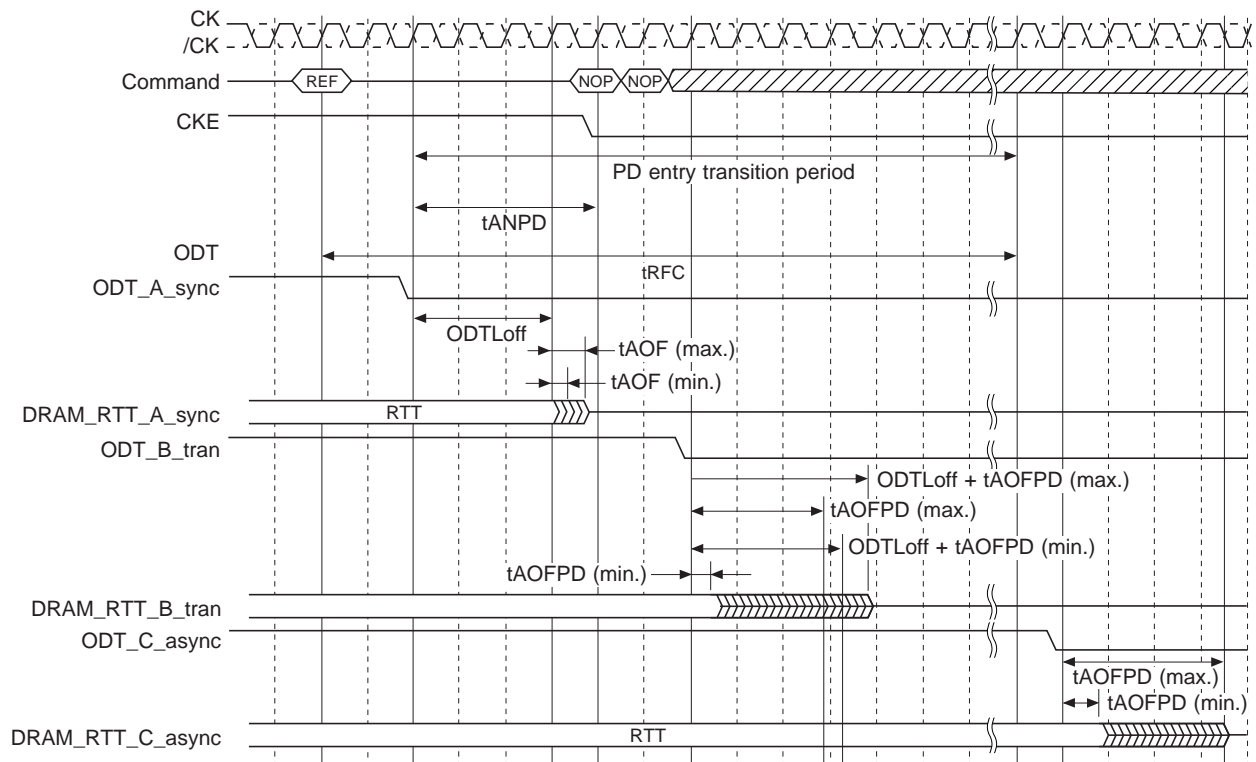 CK
/CK
Command
REF
NOP
NOP
CKE
PD entry transition period
tANPD
ODT
tRFC
ODT_A_sync
ODTLoff
tAOF (max.)
tAOF (min.)
DRAM_RTT_A_sync
RTT
ODT_B_tran
ODTLoff + tAOFPD (max.)
tAOFPD (max.)
ODTLoff + tAOFPD (min.)
tAOFPD (min.)
DRAM_RTT_B_tran
ODT_C_async
tAOFPD (max.)
tAOFPD (min.)
DRAM_RTT_C_async
RTT